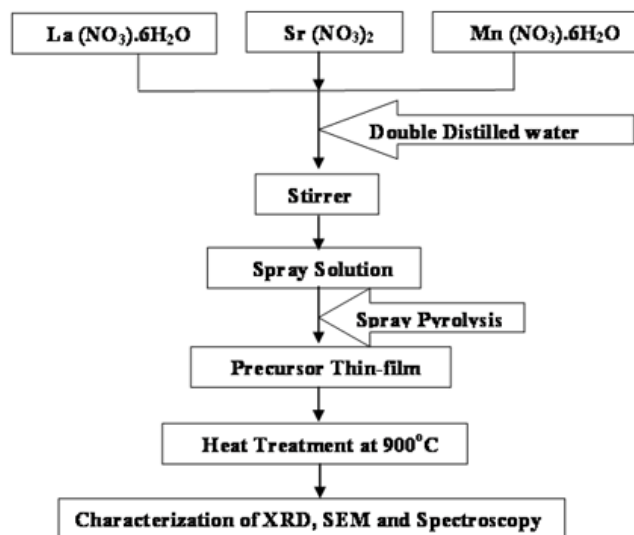 La (NO₃).6H₂O
Sr (NO₃)₂
Mn (NO₃).6H₂O
Double Distilled water
Stirrer
Spray Solution
Spray Pyrolysis
Precursor Thin-film
Heat Treatment at 900°C
Characterization of XRD, SEM and Spectroscopy